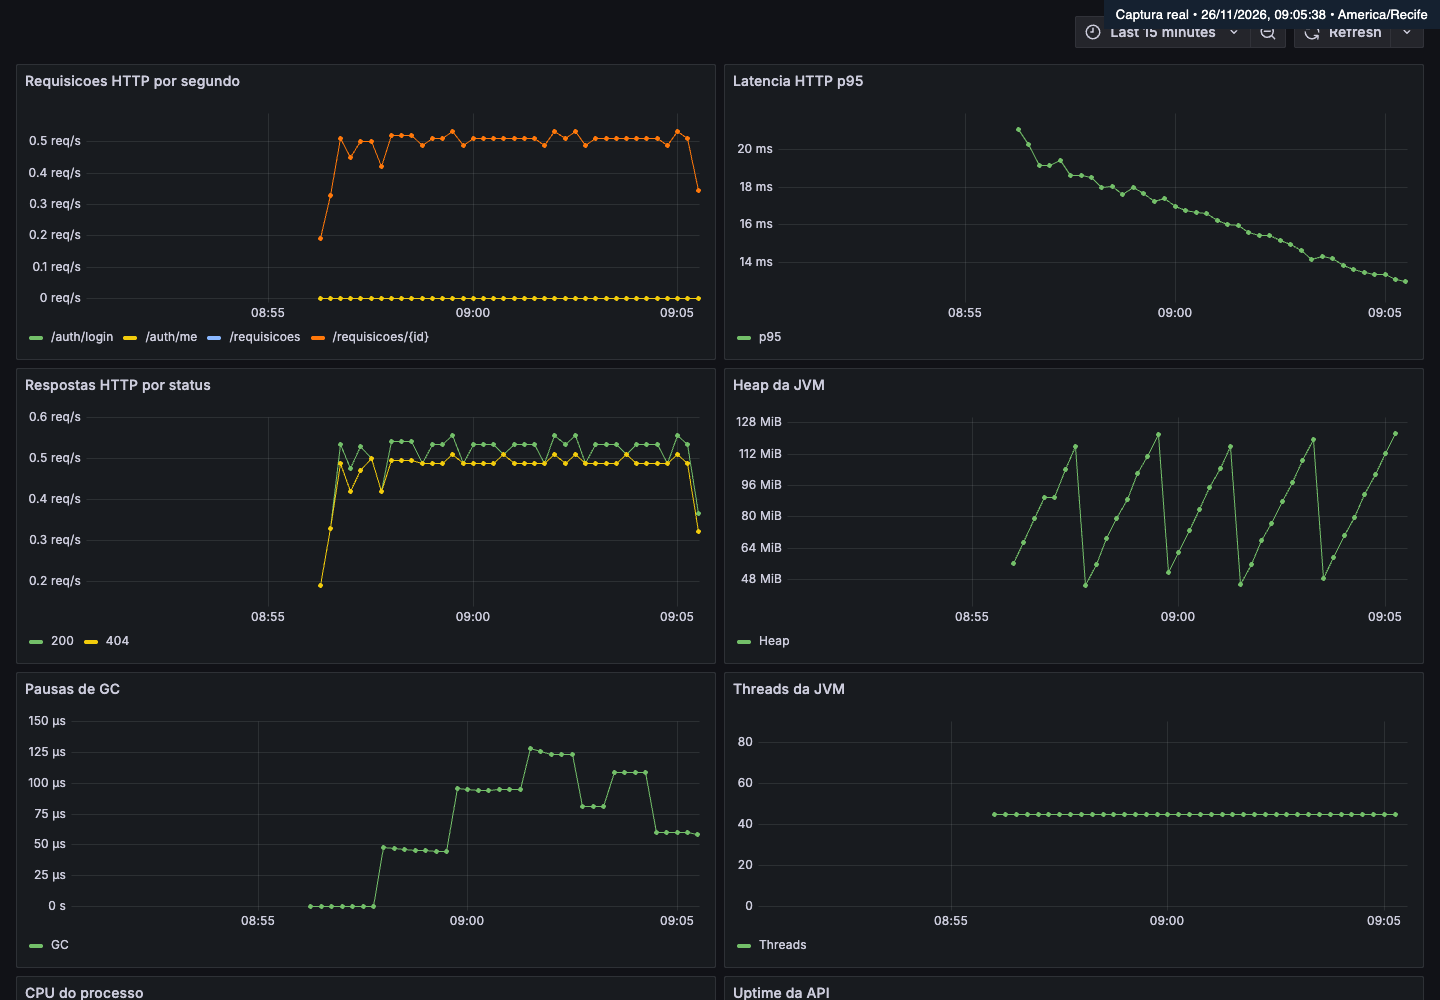 Captura real • 26/11/2026, 09:05:38 • America/Recife
Last 15 minutes
Refresh
Requisicoes HTTP por segundo
0.5 req/s
0.4 req/s
0.3 req/s
0.2 req/s
0.1 req/s
0 req/s
08:55 09:00 09:05
/auth/login /auth/me /requisicoes /requisicoes/{id}
Latencia HTTP p95
20 ms
18 ms
16 ms
14 ms
08:55 09:00 09:05
p95
Respostas HTTP por status
0.6 req/s
0.5 req/s
0.4 req/s
0.3 req/s
0.2 req/s
08:55 09:00 09:05
200 404
Heap da JVM
128 MiB
112 MiB
96 MiB
80 MiB
64 MiB
48 MiB
08:55 09:00 09:05
Heap
Pausas de GC
150 µs
125 µs
100 µs
75 µs
50 µs
25 µs
0 s
08:55 09:00 09:05
GC
Threads da JVM
80
60
40
20
0
08:55 09:00 09:05
Threads
CPU do processo
Uptime da API